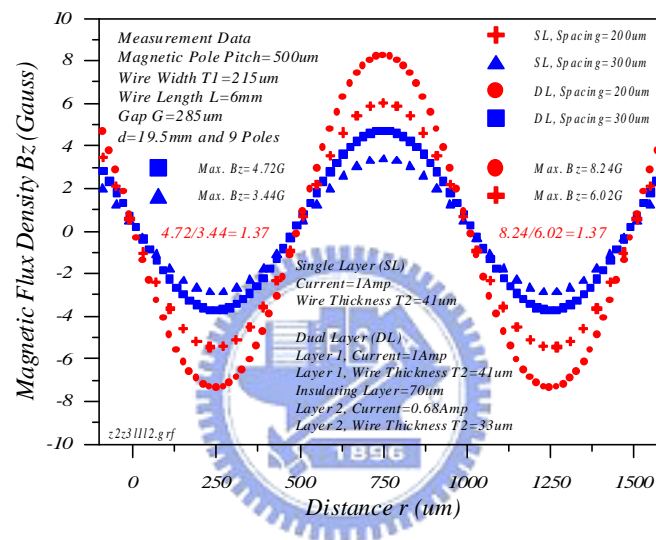 Magnetic Flux Density Bz (Gauss)
10
8
6
4
2
0
-2
-4
-6
-8
-10
Measurement Data
Magnetic Pole Pitch=500um
Wire Width T1=215um
Wire Length L=6mm
Gap G=285um
d=19.5mm and 9 Poles
SL, Spacing=200um
SL, Spacing=300um
DL, Spacing=200um
DL, Spacing=300um
Max. Bz=4.72G
Max. Bz=3.44G
Max. Bz=8.24G
Max. Bz=6.02G
4.72/3.44=1.37
8.24/6.02=1.37
Single Layer (SL)
Current=1Amp
Wire Thickness T2=41um
Dual Layer (DL)
Layer 1, Current=1Amp
Layer 1, Wire Thickness T2=41um
Insulating Layer=70um
Layer 2, Current=0.68Amp
Layer 2, Wire Thickness T2=33um
z2z3lll2.grf
1896
0
250
500
750
1000
1250
1500
Distance r (um)